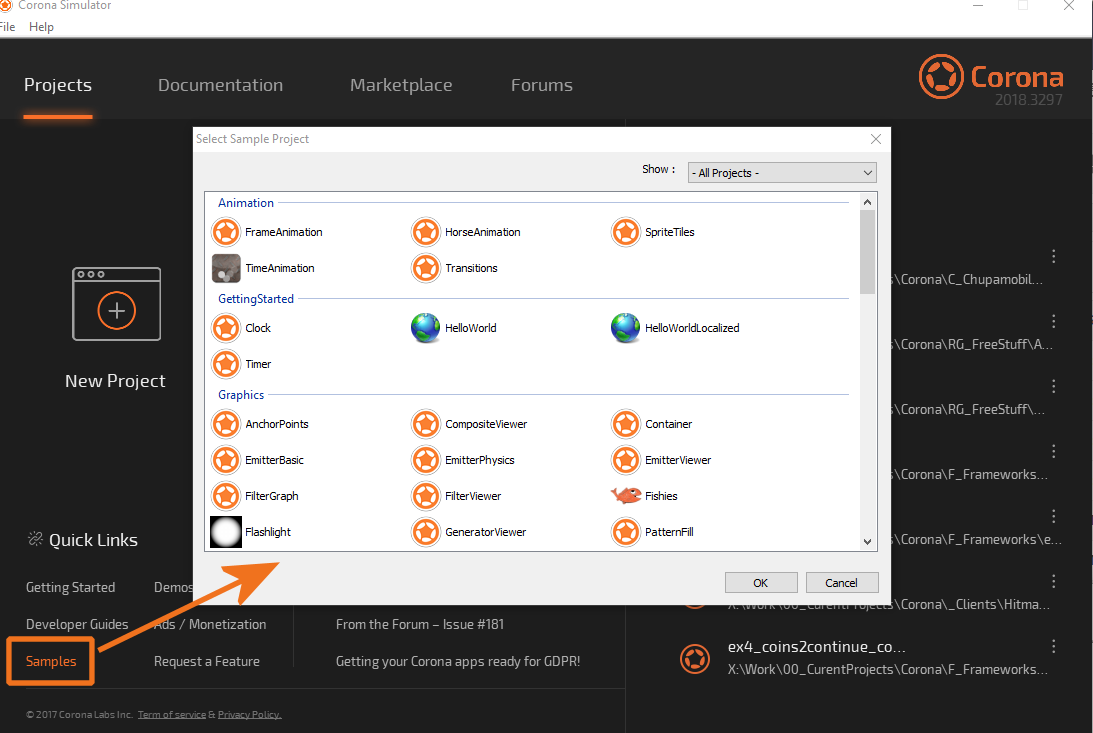 Corona Simulator
File Help
Projects Documentation Marketplace Forums
Corona
2018.3297
Select Sample Project
Show :
- All Projects -
Animation
FrameAnimation HorseAnimation SpriteTiles
TimeAnimation Transitions
GettingStarted
Clock HelloWorld HelloWorldLocalized
Timer
Graphics
AnchorPoints CompositeViewer Container
EmitterBasic EmitterPhysics EmitterViewer
FilterGraph FilterViewer Fishies
Flashlight GeneratorViewer PatternFill
OK Cancel
New Project
s\Corona\C_Chupamobil...
s\Corona\RG_FreeStuff\A...
s\Corona\RG_FreeStuff\...
s\Corona\F_Frameworks...
s\Corona\F_Frameworks\e...
X:\Work\00_CurentProjects\Corona\_Clients\Hitma...
ex4_coins2continue_co...
X:\Work\00_CurentProjects\Corona\F_Frameworks...
Quick Links
Getting Started Demos
Developer Guides Ads / Monetization
Samples Request a Feature
From the Forum – Issue #181
Getting your Corona apps ready for GDPR!
© 2017 Corona Labs Inc. Term of service & Privacy Policy.